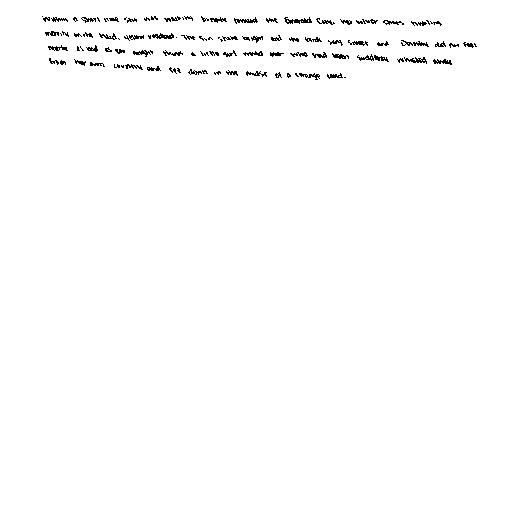 Within a short time she was walking briskly toward the Emerald City, her silver shoes tinkling
merrily on the hard, yellow roadbed. The sun shone bright and the birds sang sweet and Dorothy did not feel
nearly as bad as you might think a little girl would who had been suddenly whisked away
from her own country and set down in the midst of a strange land.